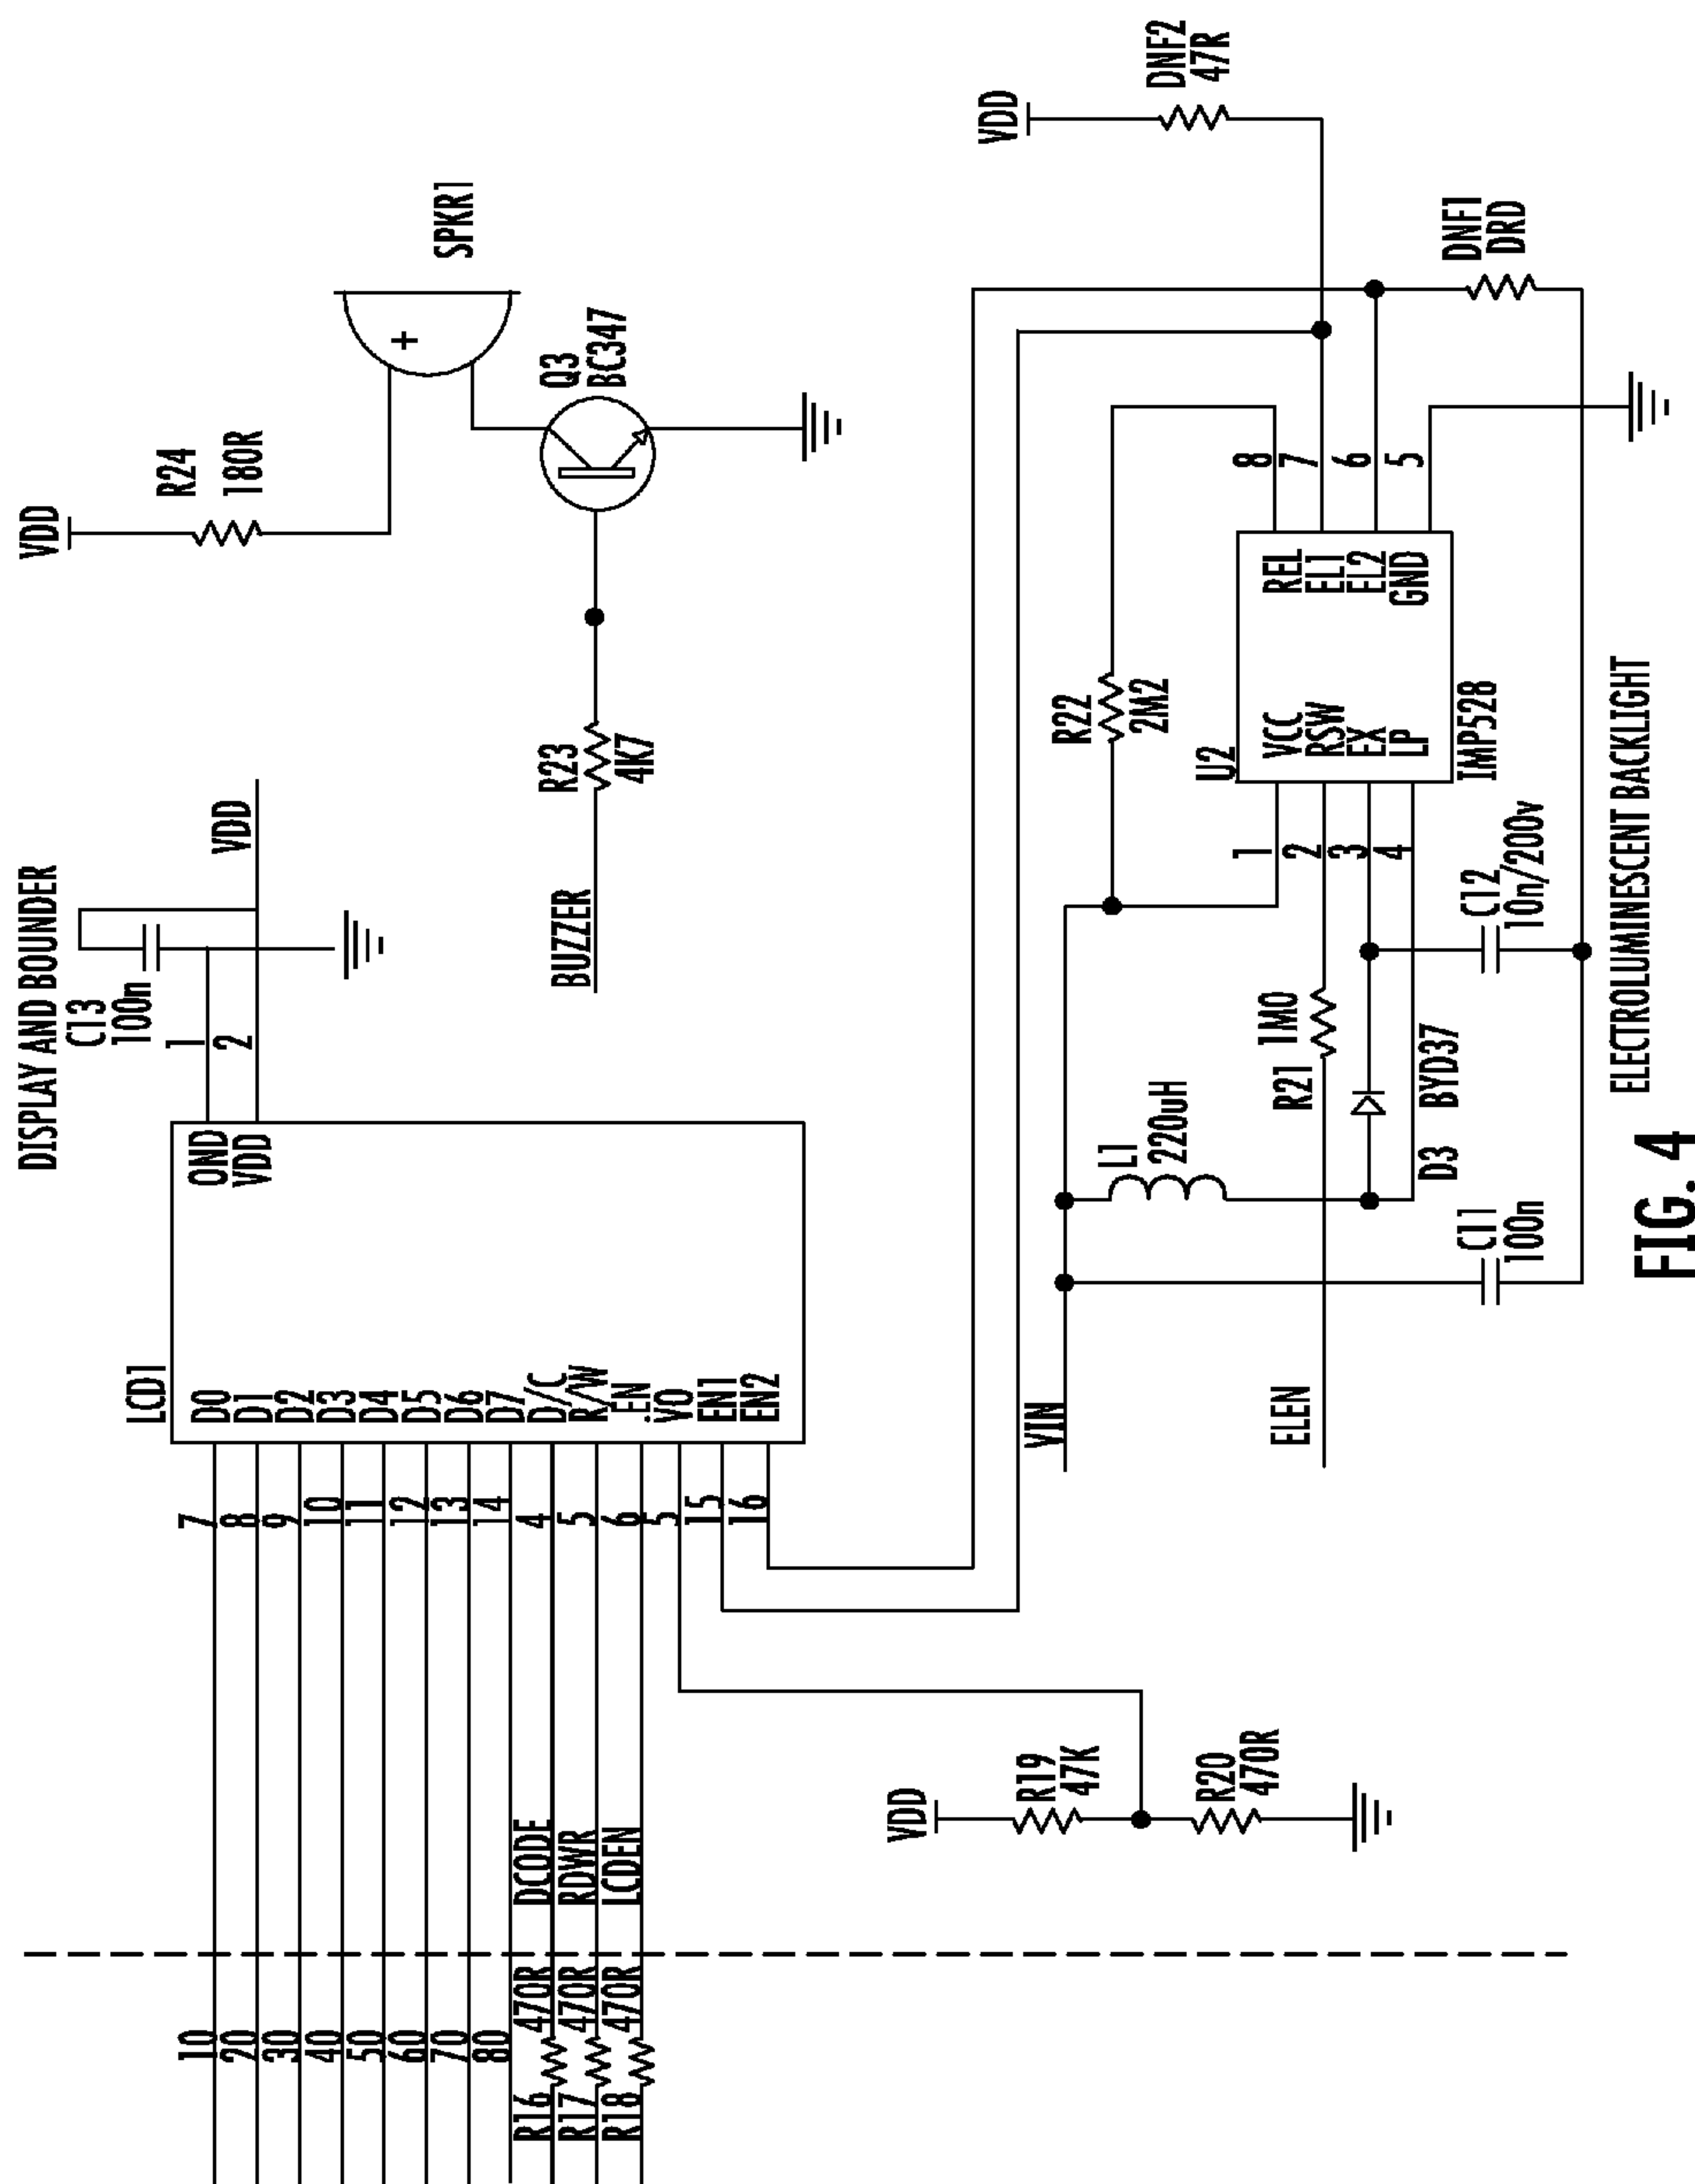 DISPLAY AND BOUNDER
10
20
30
40
50
60
70
80
R16 470R
R17 470R
R18 470R
DCODE
RDWR
LCDEN
7
8
9
10
11
12
13
14
4
5
6
5
15
16
LCD1
D0
D1
D2
D3
D4
D5
D6
D7
D/C
R/W
.EN
.VO
EN1
EN2
OND
VDD
1
2
C13
100n
VDD
VDD
R24
180R
SPKR1
+
Q3
BC347
BUZZER
R23
4K7
VDD
R19
47K
R20
470R
VIN
ELEN
L1
220uH
R21 1M0
C11
100n
D3 BYD37
C12
10n/200v
R22
2M2
1
2
3
4
U2
VCC
RSW
EX
LP
REL
EL1
EL2
GND
IMP528
8
7
6
5
VDD
DNF2
47R
DNF1
DRD
ELECTROLUMINESCENT BACKLIGHT
FIG. 4